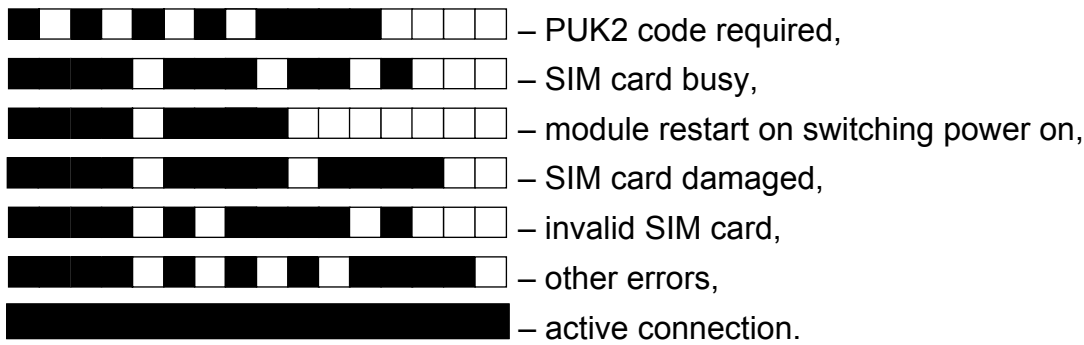 – PUK2 code required,
– SIM card busy,
– module restart on switching power on,
– SIM card damaged,
– invalid SIM card,
– other errors,
– active connection.